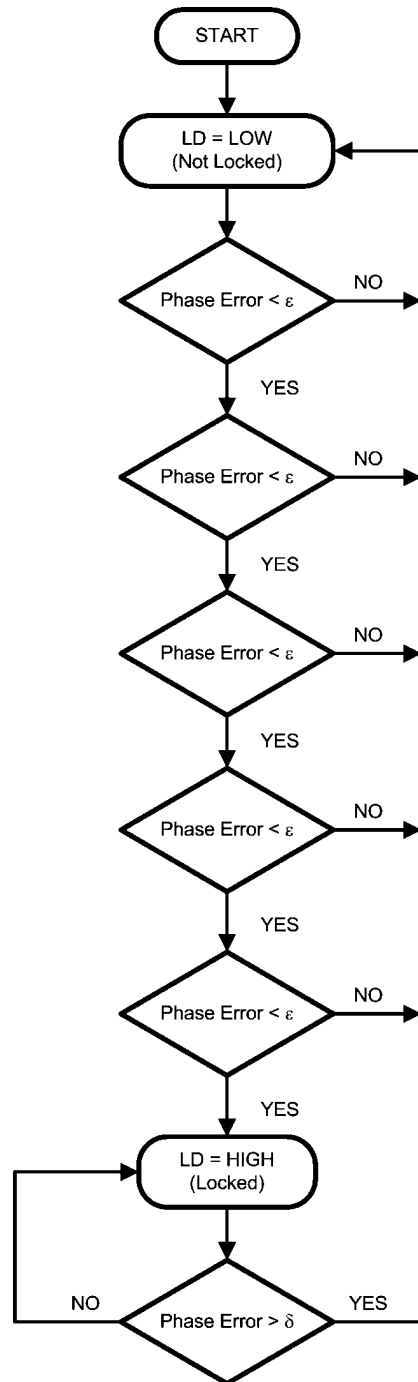 START
LD = LOW
(Not Locked)
Phase Error < ε
NO
YES
Phase Error < ε
NO
YES
Phase Error < ε
NO
YES
Phase Error < ε
NO
YES
Phase Error < ε
NO
YES
LD = HIGH
(Locked)
NO
Phase Error > δ
YES